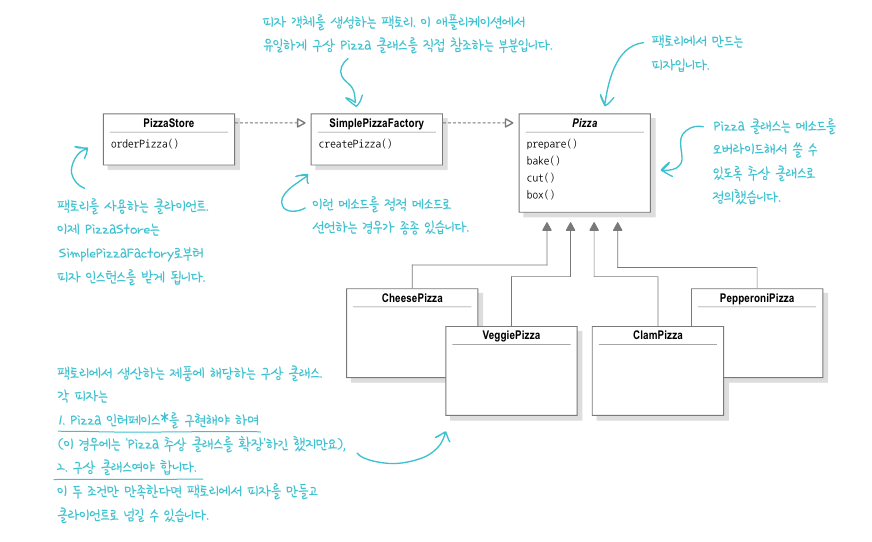 피자 객체를 생성하는 팩토리. 이 애플리케이션에서
유일하게 구상 Pizza 클래스를 직접 참조하는 부분입니다.
팩토리에서 만드는
피자입니다.
PizzaStore
orderPizza()
SimplePizzaFactory
createPizza()
Pizza
prepare()
bake()
cut()
box()
Pizza 클래스는 메소드를
오버라이드해서 쓸 수
있도록 추상 클래스로
정의했습니다.
팩토리를 사용하는 클라이언트.
이제 PizzaStore는
SimplePizzaFactory로부터
피자 인스턴스를 받게 됩니다.
이런 메소드를 정적 메소드로
선언하는 경우가 종종 있습니다.
CheesePizza
VeggiePizza
ClamPizza
PepperoniPizza
팩토리에서 생산하는 제품에 해당하는 구상 클래스.
각 피자는
1. Pizza 인터페이스*를 구현해야 하며
(이 경우에는 'Pizza 추상 클래스를 확장'하긴 했지만요),
2. 구상 클래스여야 합니다.
이 두 조건만 만족한다면 팩토리에서 피자를 만들고
클라이언트로 넘길 수 있습니다.